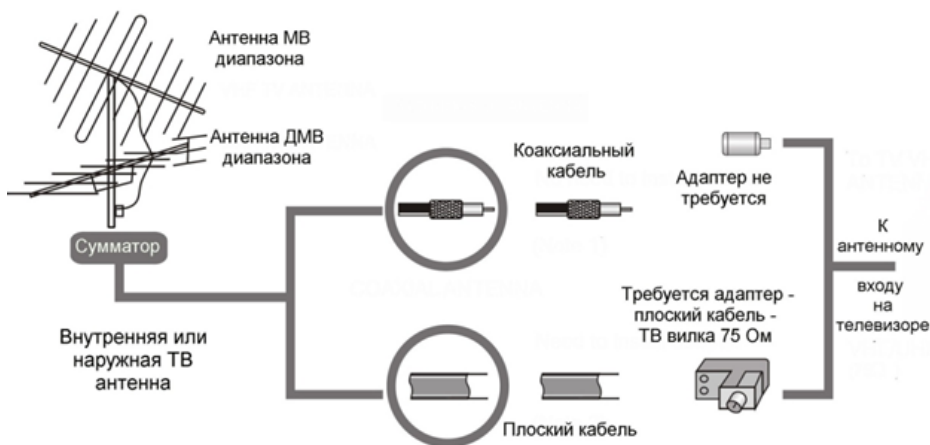 Антенна МВ
диапазона
Антенна ДМВ
диапазона
Сумматор
Внутренняя или
наружная ТВ
антенна
Коаксиальный
кабель
Адаптер не
требуется
Требуется адаптер -
плоский кабель -
ТВ вилка 75 Ом
Плоский кабель
К
антенному
входу
на
телевизоре